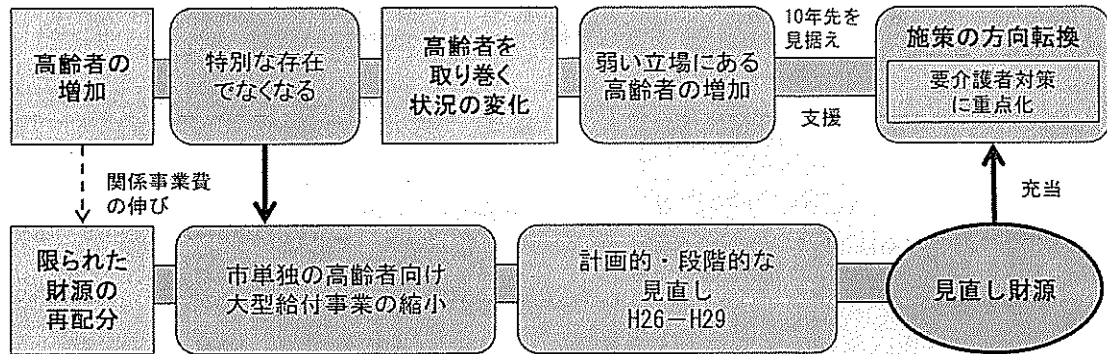 高齢者の
増加
特別な存在
でなくなる
高齢者を
取り巻く
状況の変化
弱い立場にある
高齢者の増加
10年先を
見据え
支援
施策の方向転換
要介護者対策
に重点化
関係事業費
の伸び
充当
限られた
財源の
再配分
市単独の高齢者向け
大型給付事業の縮小
計画的・段階的な
見直し
H26－H29
見直し財源